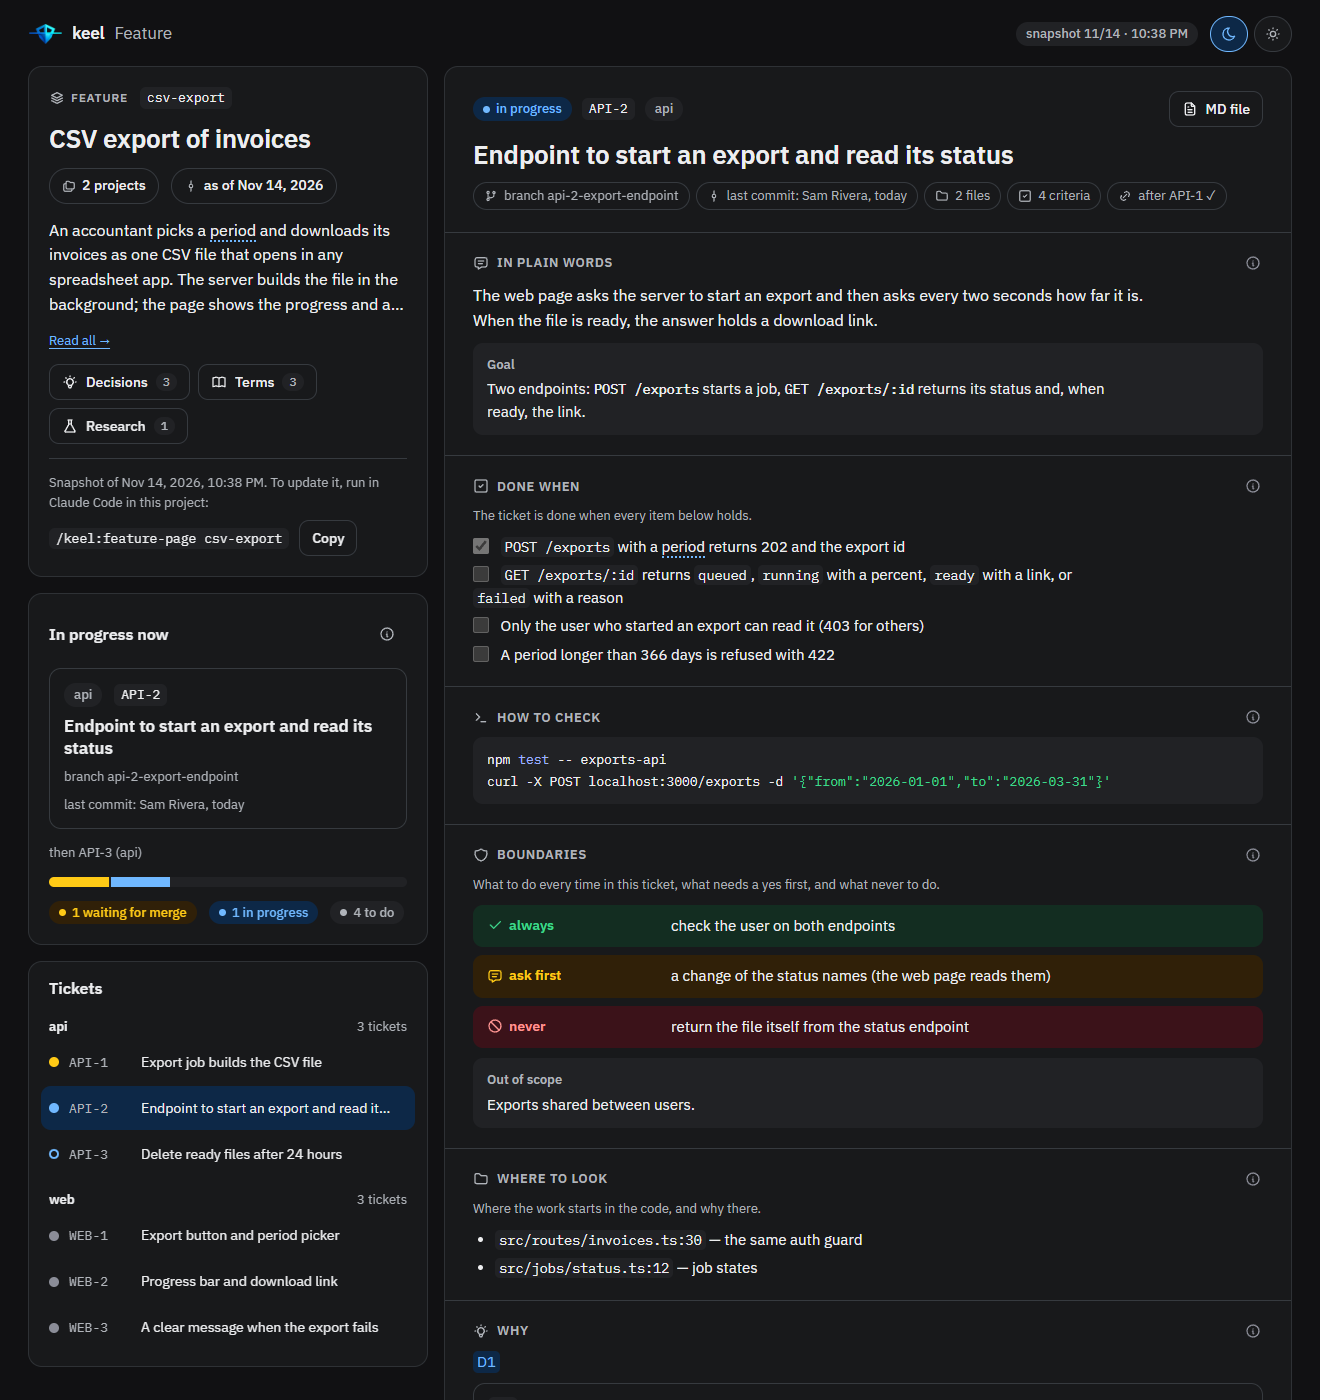 keel Feature
snapshot 11/14 · 10:38 PM
FEATURE csv-export
CSV export of invoices
2 projects
as of Nov 14, 2026
An accountant picks a period and downloads its
invoices as one CSV file that opens in any
spreadsheet app. The server builds the file in the
background; the page shows the progress and a...
Read all →
Decisions 3
Terms 3
Research 1
Snapshot of Nov 14, 2026, 10:38 PM. To update it, run in
Claude Code in this project:
/keel:feature-page csv-export
Copy
In progress now
api API-2
Endpoint to start an export and read its
status
branch api-2-export-endpoint
last commit: Sam Rivera, today
then API-3 (api)
1 waiting for merge
1 in progress
4 to do
Tickets
api 3 tickets
API-1 Export job builds the CSV file
API-2 Endpoint to start an export and read it...
API-3 Delete ready files after 24 hours
web 3 tickets
WEB-1 Export button and period picker
WEB-2 Progress bar and download link
WEB-3 A clear message when the export fails
in progress API-2 api
MD file
Endpoint to start an export and read its status
branch api-2-export-endpoint
last commit: Sam Rivera, today
2 files
4 criteria
after API-1 ✓
IN PLAIN WORDS
The web page asks the server to start an export and then asks every two seconds how far it is.
When the file is ready, the answer holds a download link.
Goal
Two endpoints: POST /exports starts a job, GET /exports/:id returns its status and, when
ready, the link.
DONE WHEN
The ticket is done when every item below holds.
POST /exports with a period returns 202 and the export id
GET /exports/:id returns queued, running with a percent, ready with a link, or
failed with a reason
Only the user who started an export can read it (403 for others)
A period longer than 366 days is refused with 422
HOW TO CHECK
npm test -- exports-api
curl -X POST localhost:3000/exports -d '{"from":"2026-01-01","to":"2026-03-31"}'
BOUNDARIES
What to do every time in this ticket, what needs a yes first, and what never to do.
always check the user on both endpoints
ask first a change of the status names (the web page reads them)
never return the file itself from the status endpoint
Out of scope
Exports shared between users.
WHERE TO LOOK
Where the work starts in the code, and why there.
• src/routes/invoices.ts:30 — the same auth guard
• src/jobs/status.ts:12 — job states
WHY
D1